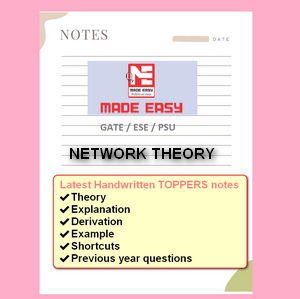 NOTES
DATE
ME
MADE EASY
MADE EASY
GATE / ESE / PSU
NETWORK THEORY
Latest Handwritten TOPPERS notes
Theory
Explanation
Derivation
Example
Shortcuts
Previous year questions